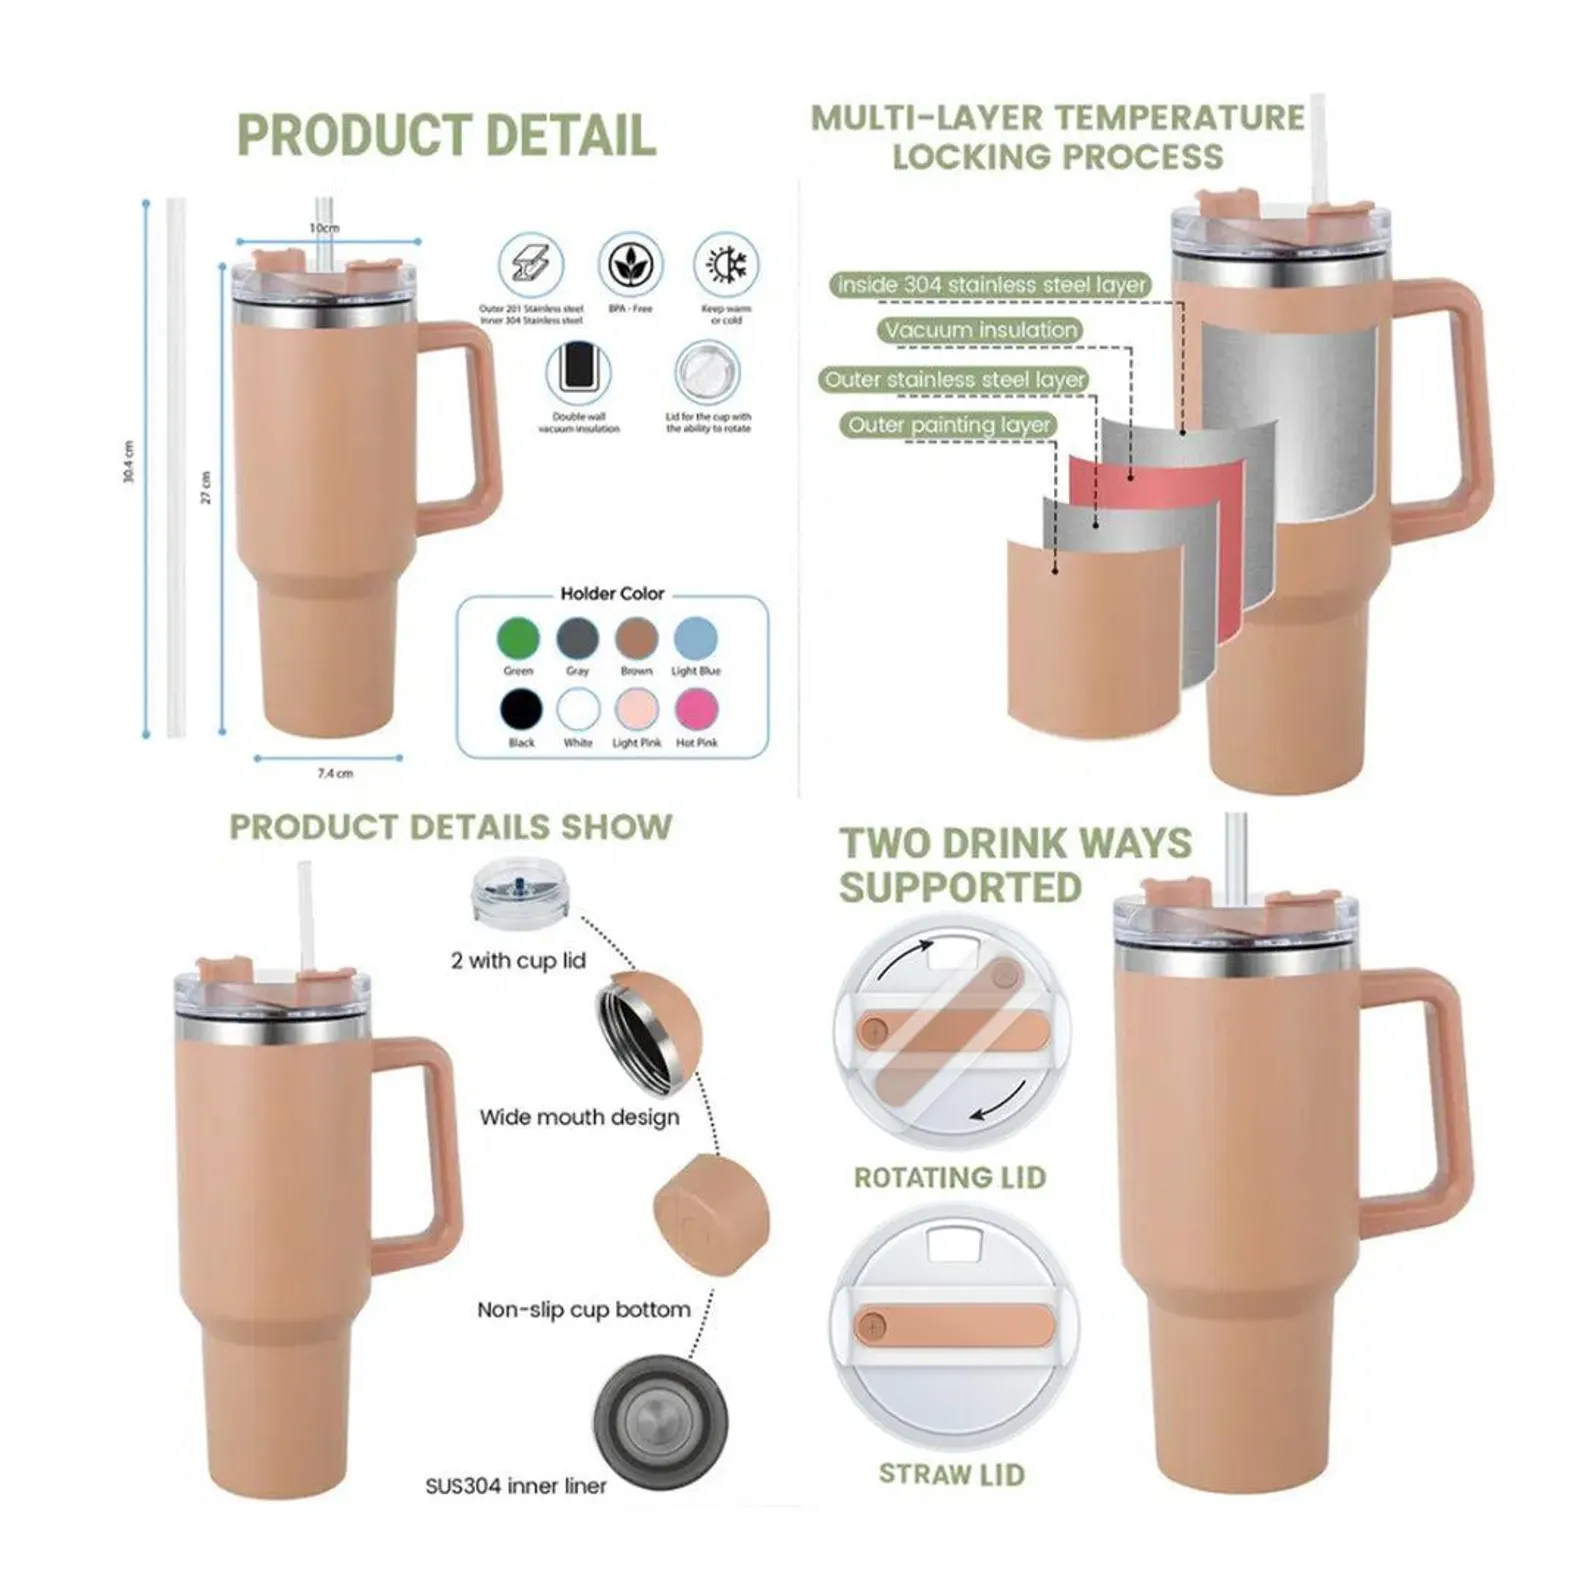 PRODUCT DETAIL
10cm
30.4 cm
27 cm
7.4 cm
Outer 201 Stainless steel
Inner 304 Stainless steel
BPA - Free
Keep warm
or cold
Double wall
vacuum insulation
Lid for the cup with
the ability to rotate
Holder Color
Green
Gray
Brown
Light Blue
Black
White
Light Pink
Hot Pink
MULTI-LAYER TEMPERATURE
LOCKING PROCESS
inside 304 stainless steel layer
Vacuum insulation
Outer stainless steel layer
Outer painting layer
PRODUCT DETAILS SHOW
2 with cup lid
Wide mouth design
Non-slip cup bottom
SUS304 inner liner
TWO DRINK WAYS
SUPPORTED
ROTATING LID
STRAW LID